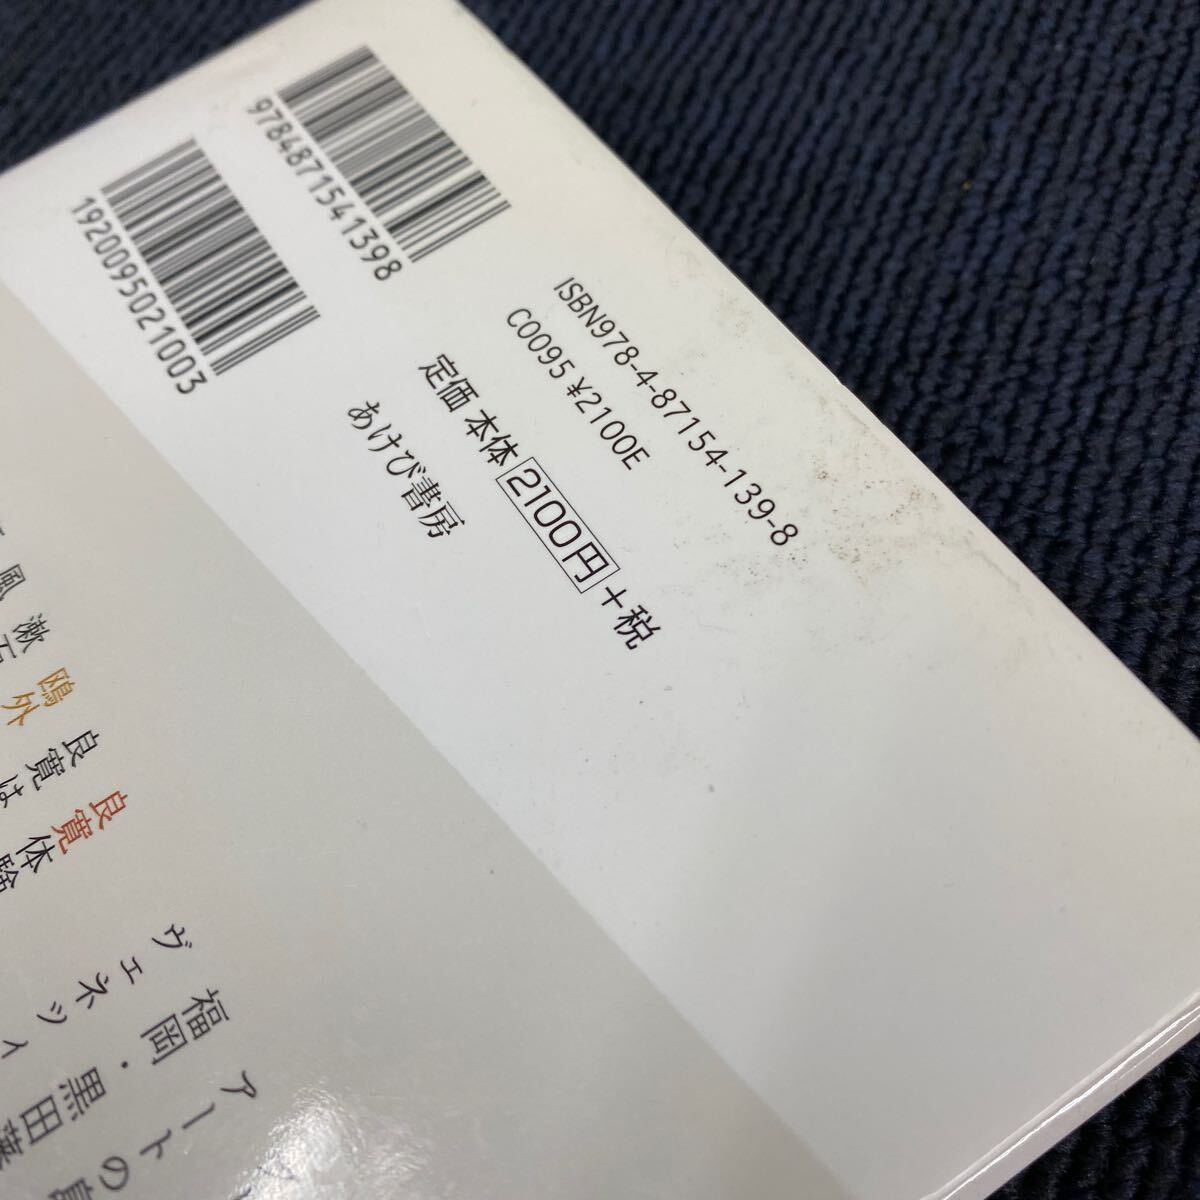 9784871541398
1920095021003
ISBN978-4-87154-139-8
C0095 ¥2100E
定価 本体2100円+税
あけび書房
アートの
福岡・黒田
ヴェネツィ
良寛体験
良寛は
鷗外
漱石
風